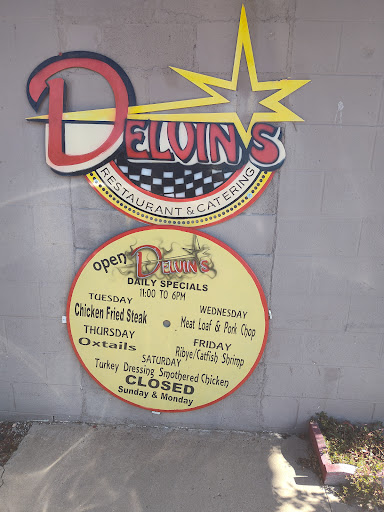 DELVIN'S
RESTAURANT & CATERING
open DELVIN'S
DAILY SPECIALS
11:00 TO 6PM
TUESDAY
Chicken Fried Steak
WEDNESDAY
Meat Loaf & Pork Chop
THURSDAY
Oxtails
FRIDAY
Ribye/Catfish Shrimp
SATURDAY
Turkey Dressing Smothered Chicken
CLOSED
Sunday & Monday